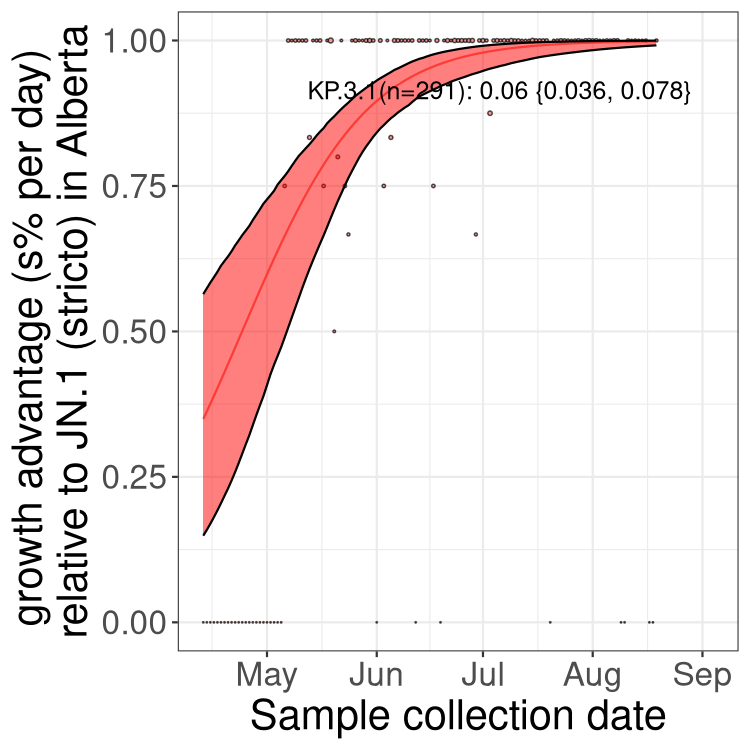 growth advantage (s% per day)
relative to JN.1 (stricto) in Alberta
1.00
0.75
0.50
0.25
0.00
KP.3.1(n=291): 0.06 {0.036, 0.078}
May Jun Jul Aug Sep
Sample collection date